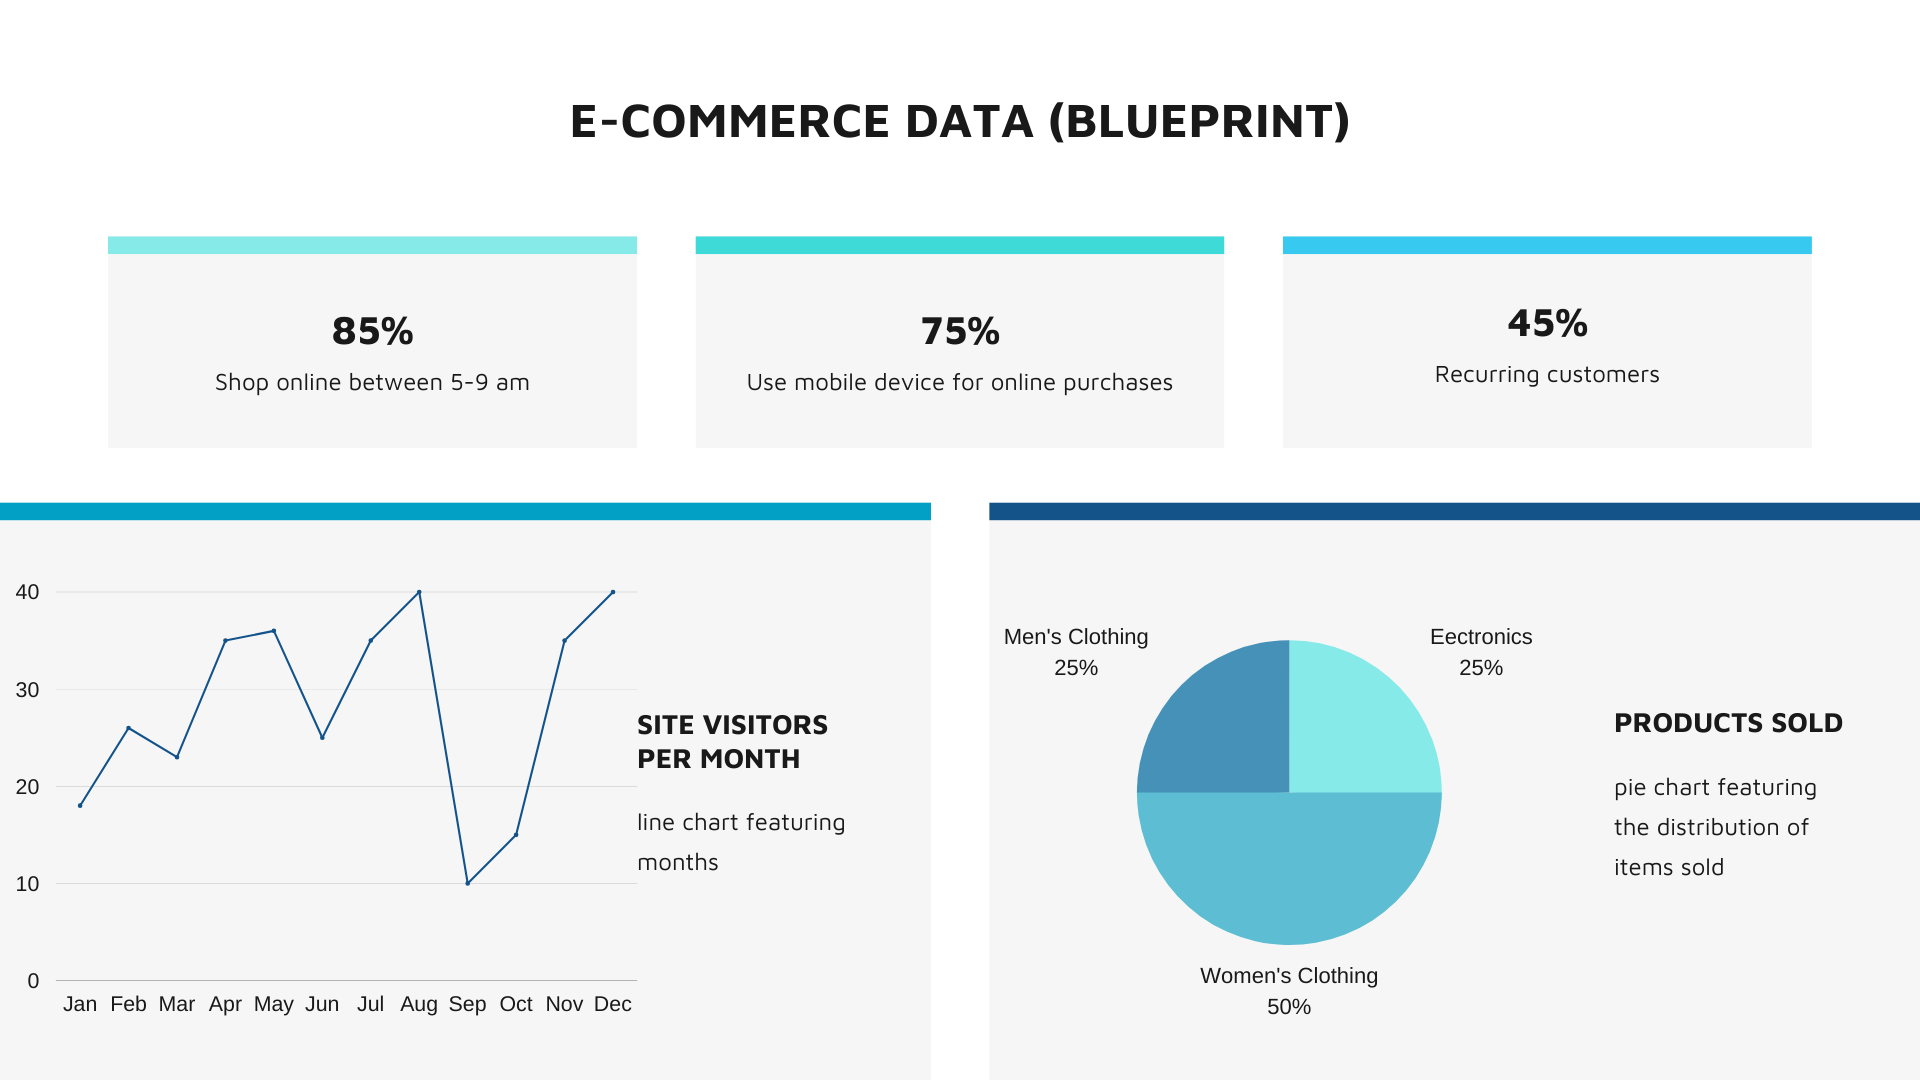 E-COMMERCE DATA (BLUEPRINT)
85%
Shop online between 5-9 am
75%
Use mobile device for online purchases
45%
Recurring customers
40
30
20
10
0
Jan Feb Mar Apr May Jun Jul Aug Sep Oct Nov Dec
SITE VISITORS
PER MONTH
line chart featuring
months
Men's Clothing
25%
Eectronics
25%
Women's Clothing
50%
PRODUCTS SOLD
pie chart featuring
the distribution of
items sold